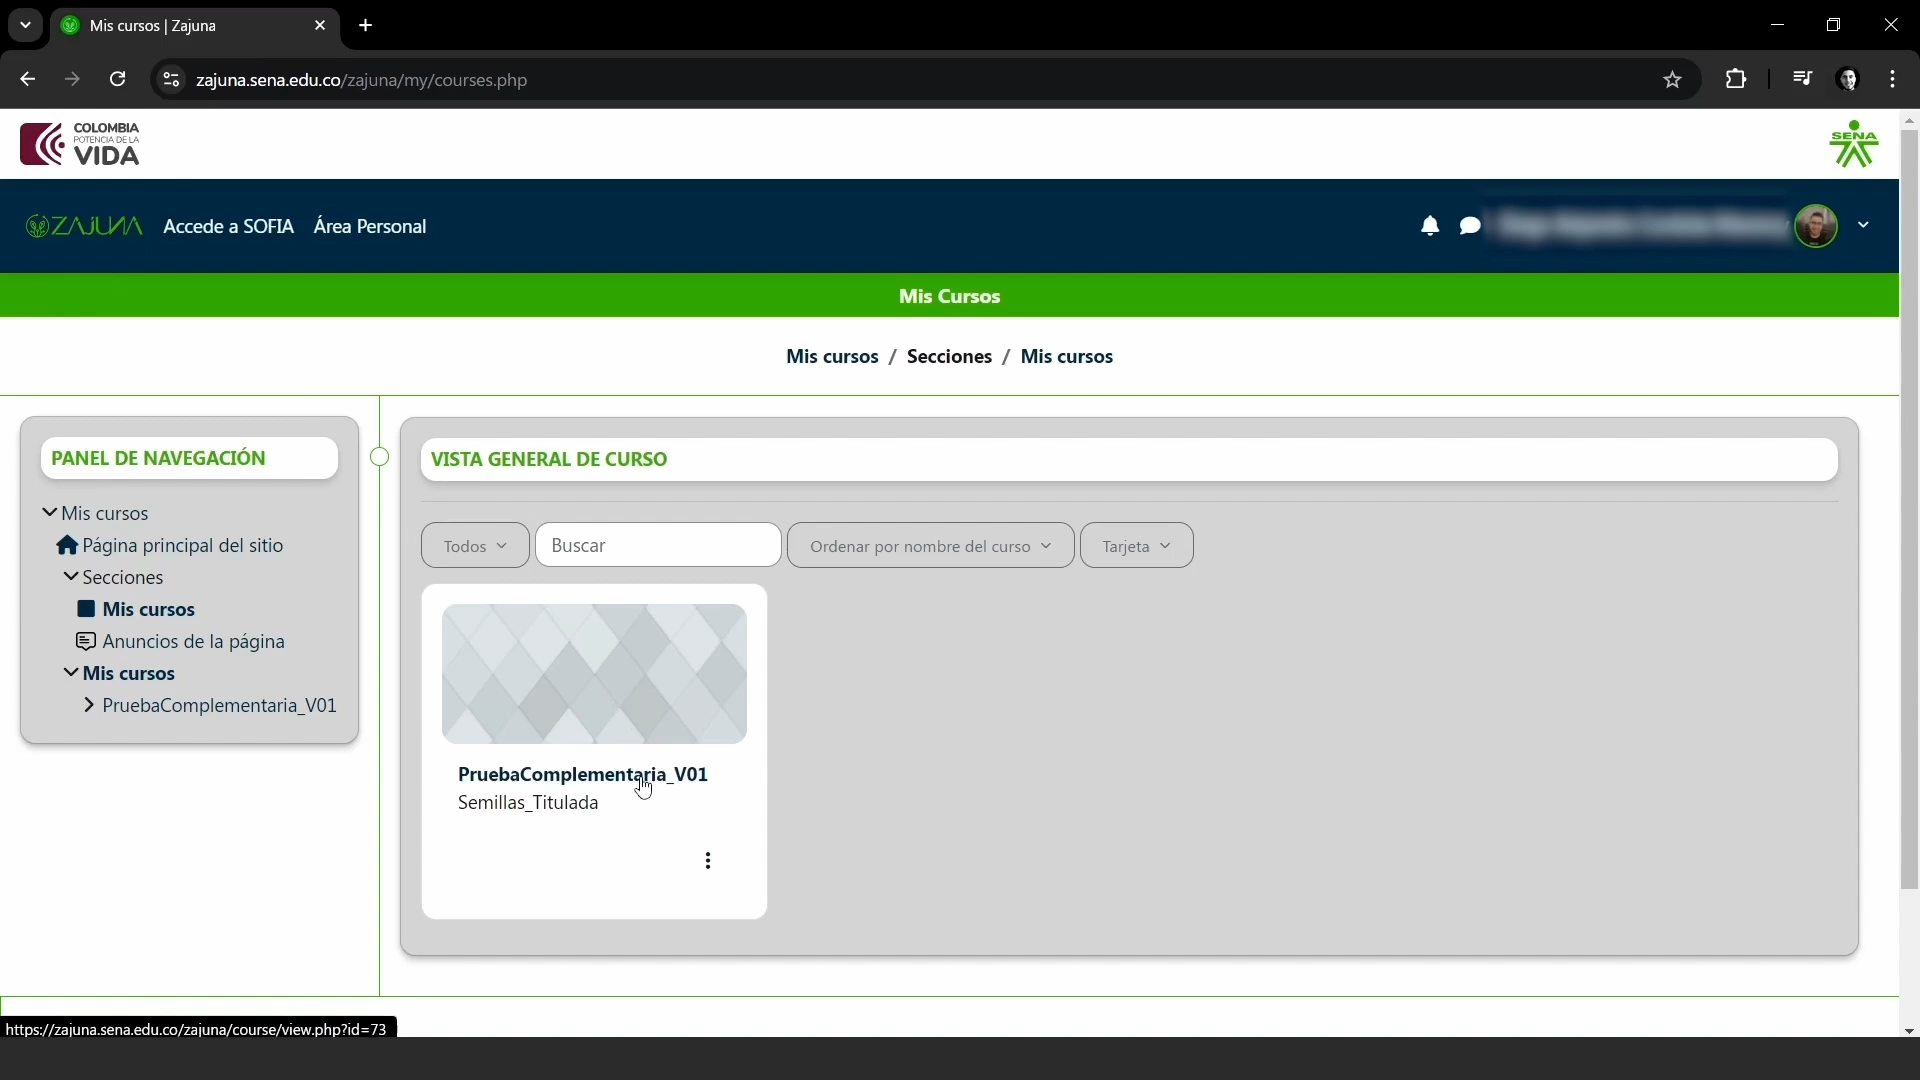 Mis cursos | Zajuna
zajuna.sena.edu.co/zajuna/my/courses.php
COLOMBIA
POTENCIA DE LA
VIDA
SENA
ZAJUNA
Accede a SOFIA
Área Personal
Mis Cursos
Mis cursos / Secciones / Mis cursos
PANEL DE NAVEGACIÓN
Mis cursos
Página principal del sitio
Secciones
Mis cursos
Anuncios de la página
Mis cursos
PruebaComplementaria_V01
VISTA GENERAL DE CURSO
Todos
Buscar
Ordenar por nombre del curso
Tarjeta
PruebaComplementaria_V01
Semillas_Titulada
https://zajuna.sena.edu.co/zajuna/course/view.php?id=73